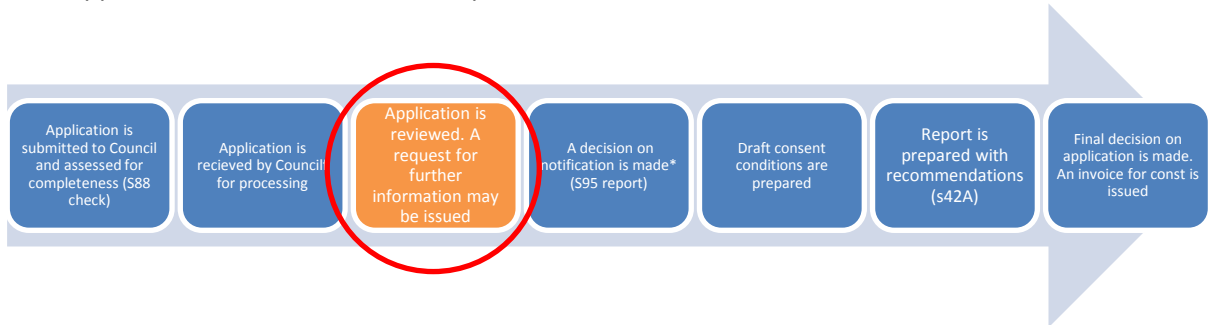 Application is
submitted to Council
and assessed for
completeness (S88
check)
Application is
recieved by Council
for processing
Application is
reviewed. A
request for
further
information may
be issued
A decision on
notification is made*
(S95 report)
Draft consent
conditions are
prepared
Report is
prepared with
recommendations
(s42A)
Final decision on
application is made.
An invoice for const is
issued